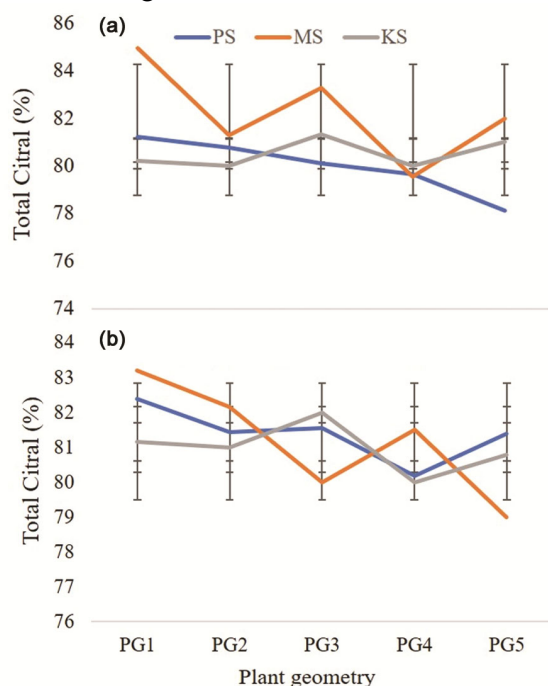 (a) PS MS KS
Total Citral (%)
86
84
82
80
78
76
74
(b)
Total Citral (%)
84
83
82
81
80
79
78
77
76
PG1 PG2 PG3 PG4 PG5
Plant geometry